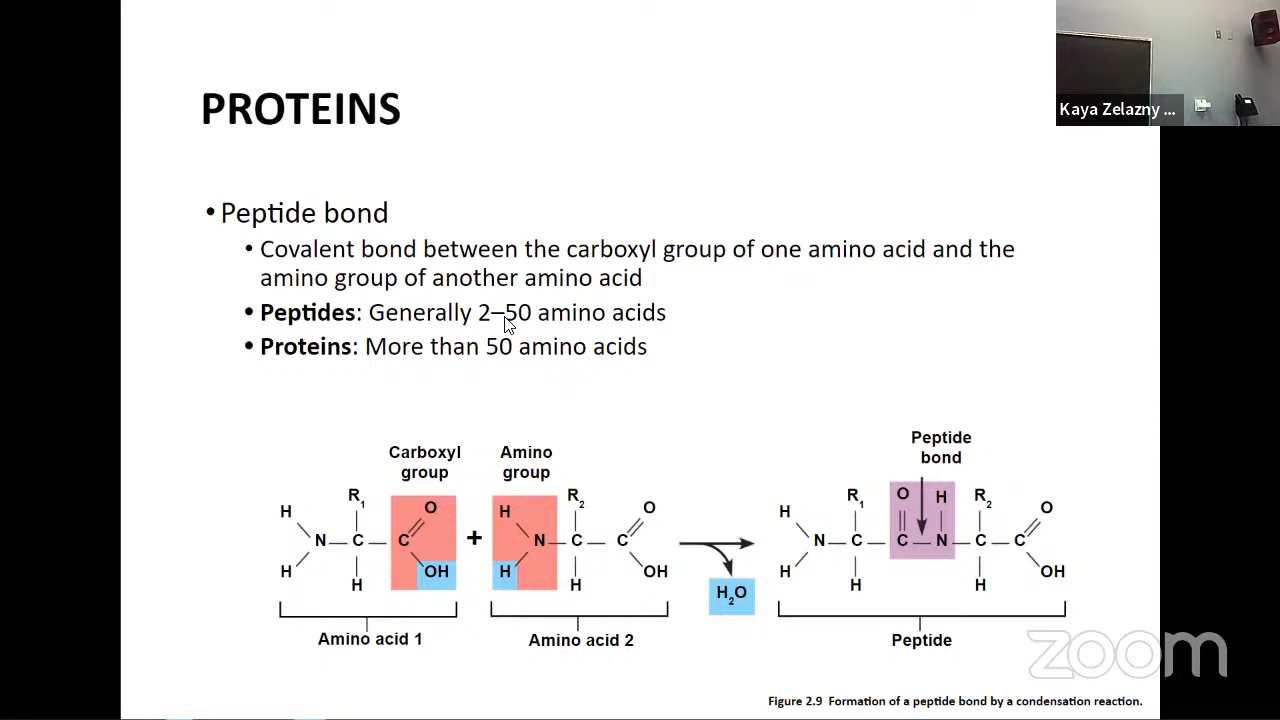 PROTEINS
Kaya Zelazny ...
• Peptide bond
• Covalent bond between the carboxyl group of one amino acid and the
amino group of another amino acid
• Peptides: Generally 2–50 amino acids
• Proteins: More than 50 amino acids
Carboxyl
group
Amino
group
Peptide
bond
H R1 O H R2 O H R1 O H R2 O
N C C + N C C N C C N C C
H H OH H H OH H H H OH
H2O
Amino acid 1 Amino acid 2 Peptide
zoom
Figure 2.9 Formation of a peptide bond by a condensation reaction.